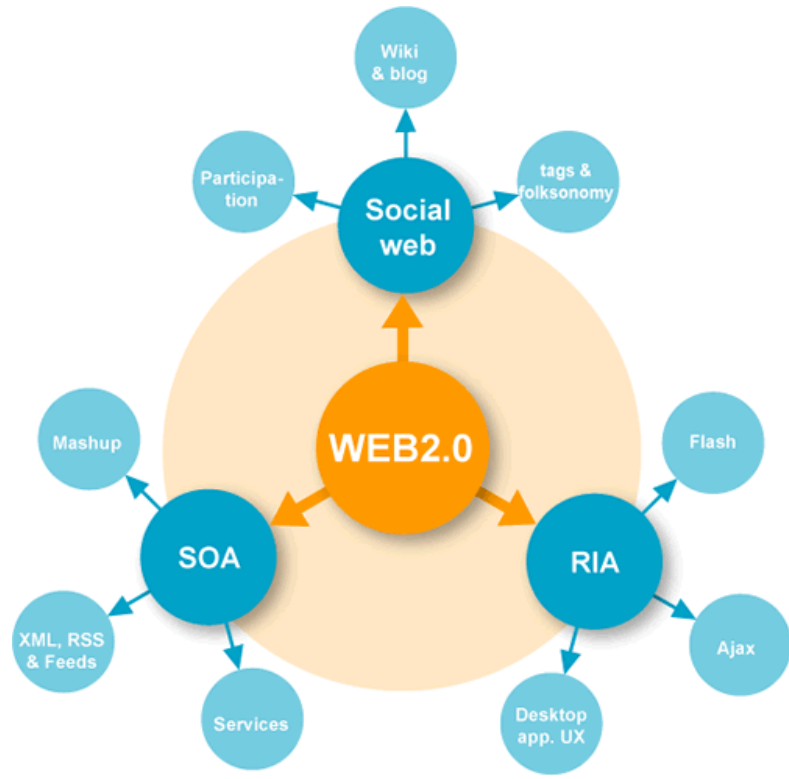 Wiki
& blog
Participa-
tion
tags &
folksonomy
Social
web
WEB2.0
Mashup
Flash
SOA
RIA
XML, RSS
& Feeds
Ajax
Services
Desktop
app. UX